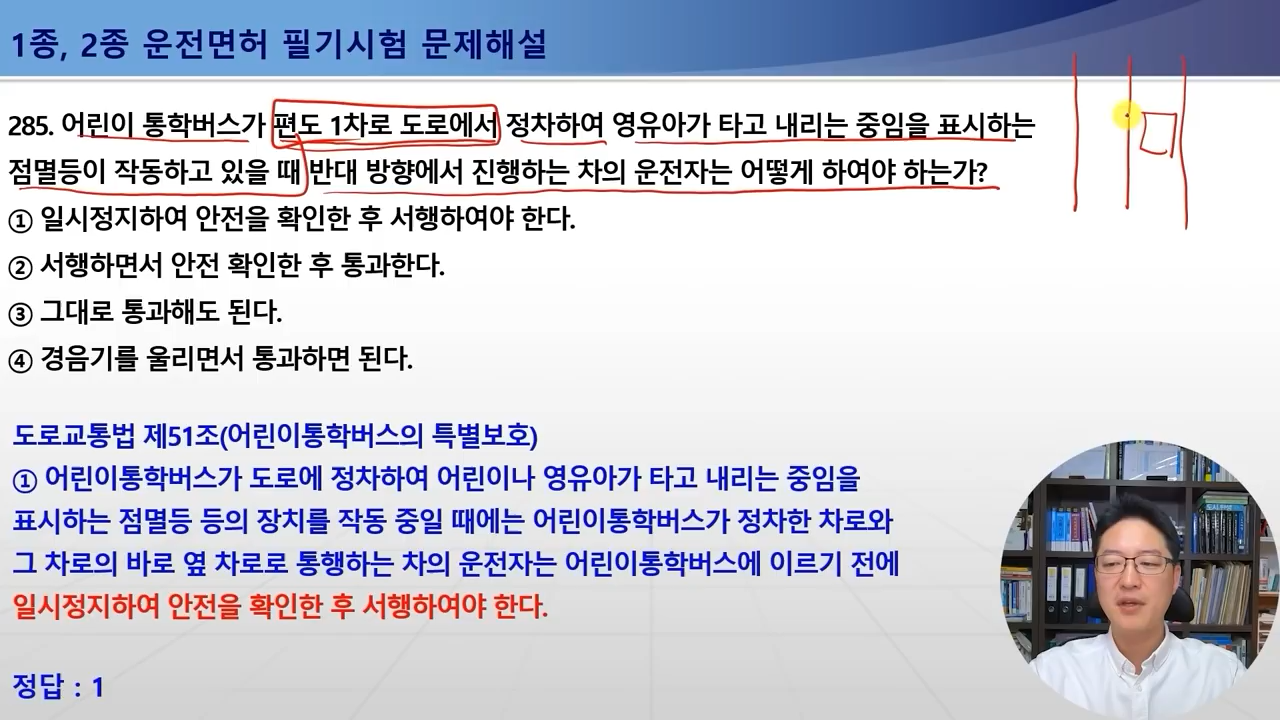 1종, 2종 운전면허 필기시험 문제해설
285. 어린이 통학버스가 편도 1차로 도로에서 정차하여 영유아가 타고 내리는 중임을 표시하는
점멸등이 작동하고 있을 때 반대 방향에서 진행하는 차의 운전자는 어떻게 하여야 하는가?
① 일시정지하여 안전을 확인한 후 서행하여야 한다.
② 서행하면서 안전 확인한 후 통과한다.
③ 그대로 통과해도 된다.
④ 경음기를 울리면서 통과하면 된다.
도로교통법 제51조(어린이통학버스의 특별보호)
① 어린이통학버스가 도로에 정차하여 어린이나 영유아가 타고 내리는 중임을
표시하는 점멸등 등의 장치를 작동 중일 때에는 어린이통학버스가 정차한 차로와
그 차로의 바로 옆 차로로 통행하는 차의 운전자는 어린이통학버스에 이르기 전에
일시정지하여 안전을 확인한 후 서행하여야 한다.
정답 : 1